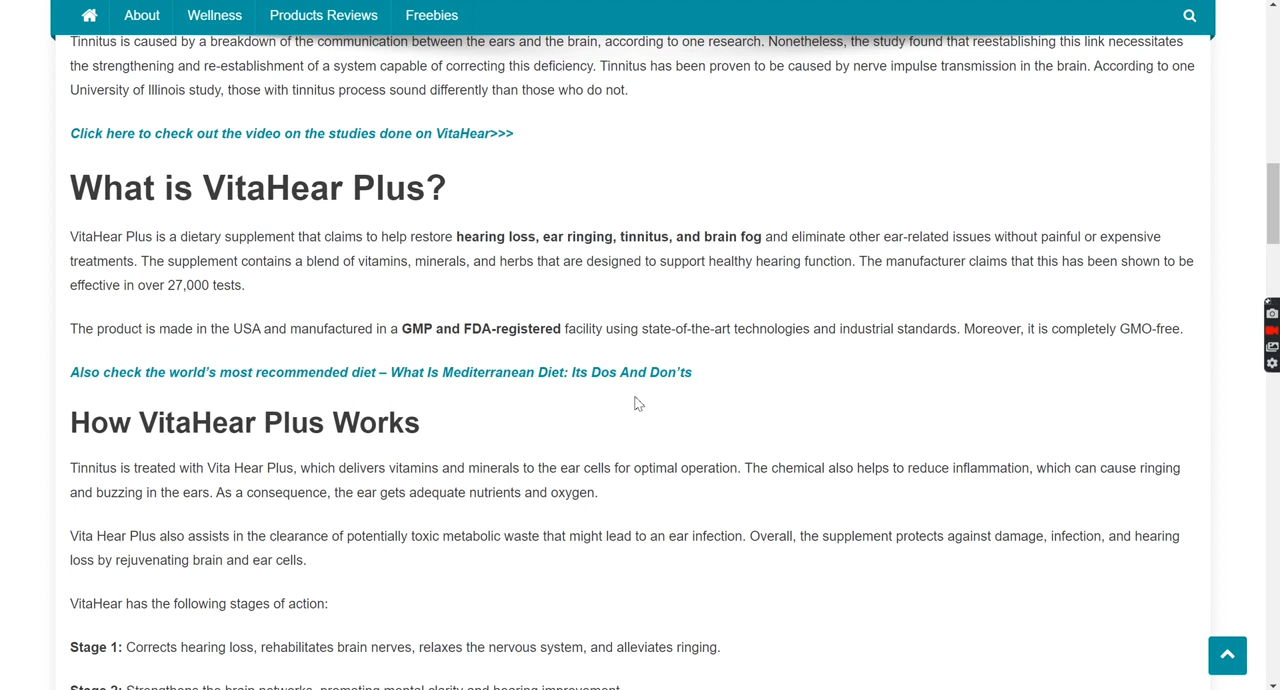 About Wellness Products Reviews Freebies
Tinnitus is caused by a breakdown of the communication between the ears and the brain, according to one research. Nonetheless, the study found that reestablishing this link necessitates
the strengthening and re-establishment of a system capable of correcting this deficiency. Tinnitus has been proven to be caused by nerve impulse transmission in the brain. According to one
University of Illinois study, those with tinnitus process sound differently than those who do not.
Click here to check out the video on the studies done on VitaHear>>>
What is VitaHear Plus?
VitaHear Plus is a dietary supplement that claims to help restore hearing loss, ear ringing, tinnitus, and brain fog and eliminate other ear-related issues without painful or expensive
treatments. The supplement contains a blend of vitamins, minerals, and herbs that are designed to support healthy hearing function. The manufacturer claims that this has been shown to be
effective in over 27,000 tests.
The product is made in the USA and manufactured in a GMP and FDA-registered facility using state-of-the-art technologies and industrial standards. Moreover, it is completely GMO-free.
Also check the world's most recommended diet – What Is Mediterranean Diet: Its Dos And Don'ts
How VitaHear Plus Works
Tinnitus is treated with Vita Hear Plus, which delivers vitamins and minerals to the ear cells for optimal operation. The chemical also helps to reduce inflammation, which can cause ringing
and buzzing in the ears. As a consequence, the ear gets adequate nutrients and oxygen.
Vita Hear Plus also assists in the clearance of potentially toxic metabolic waste that might lead to an ear infection. Overall, the supplement protects against damage, infection, and hearing
loss by rejuvenating brain and ear cells.
VitaHear has the following stages of action:
Stage 1: Corrects hearing loss, rehabilitates brain nerves, relaxes the nervous system, and alleviates ringing.
Stage 2: Strengthens the brain networks, promoting mental clarity and hearing improvement.